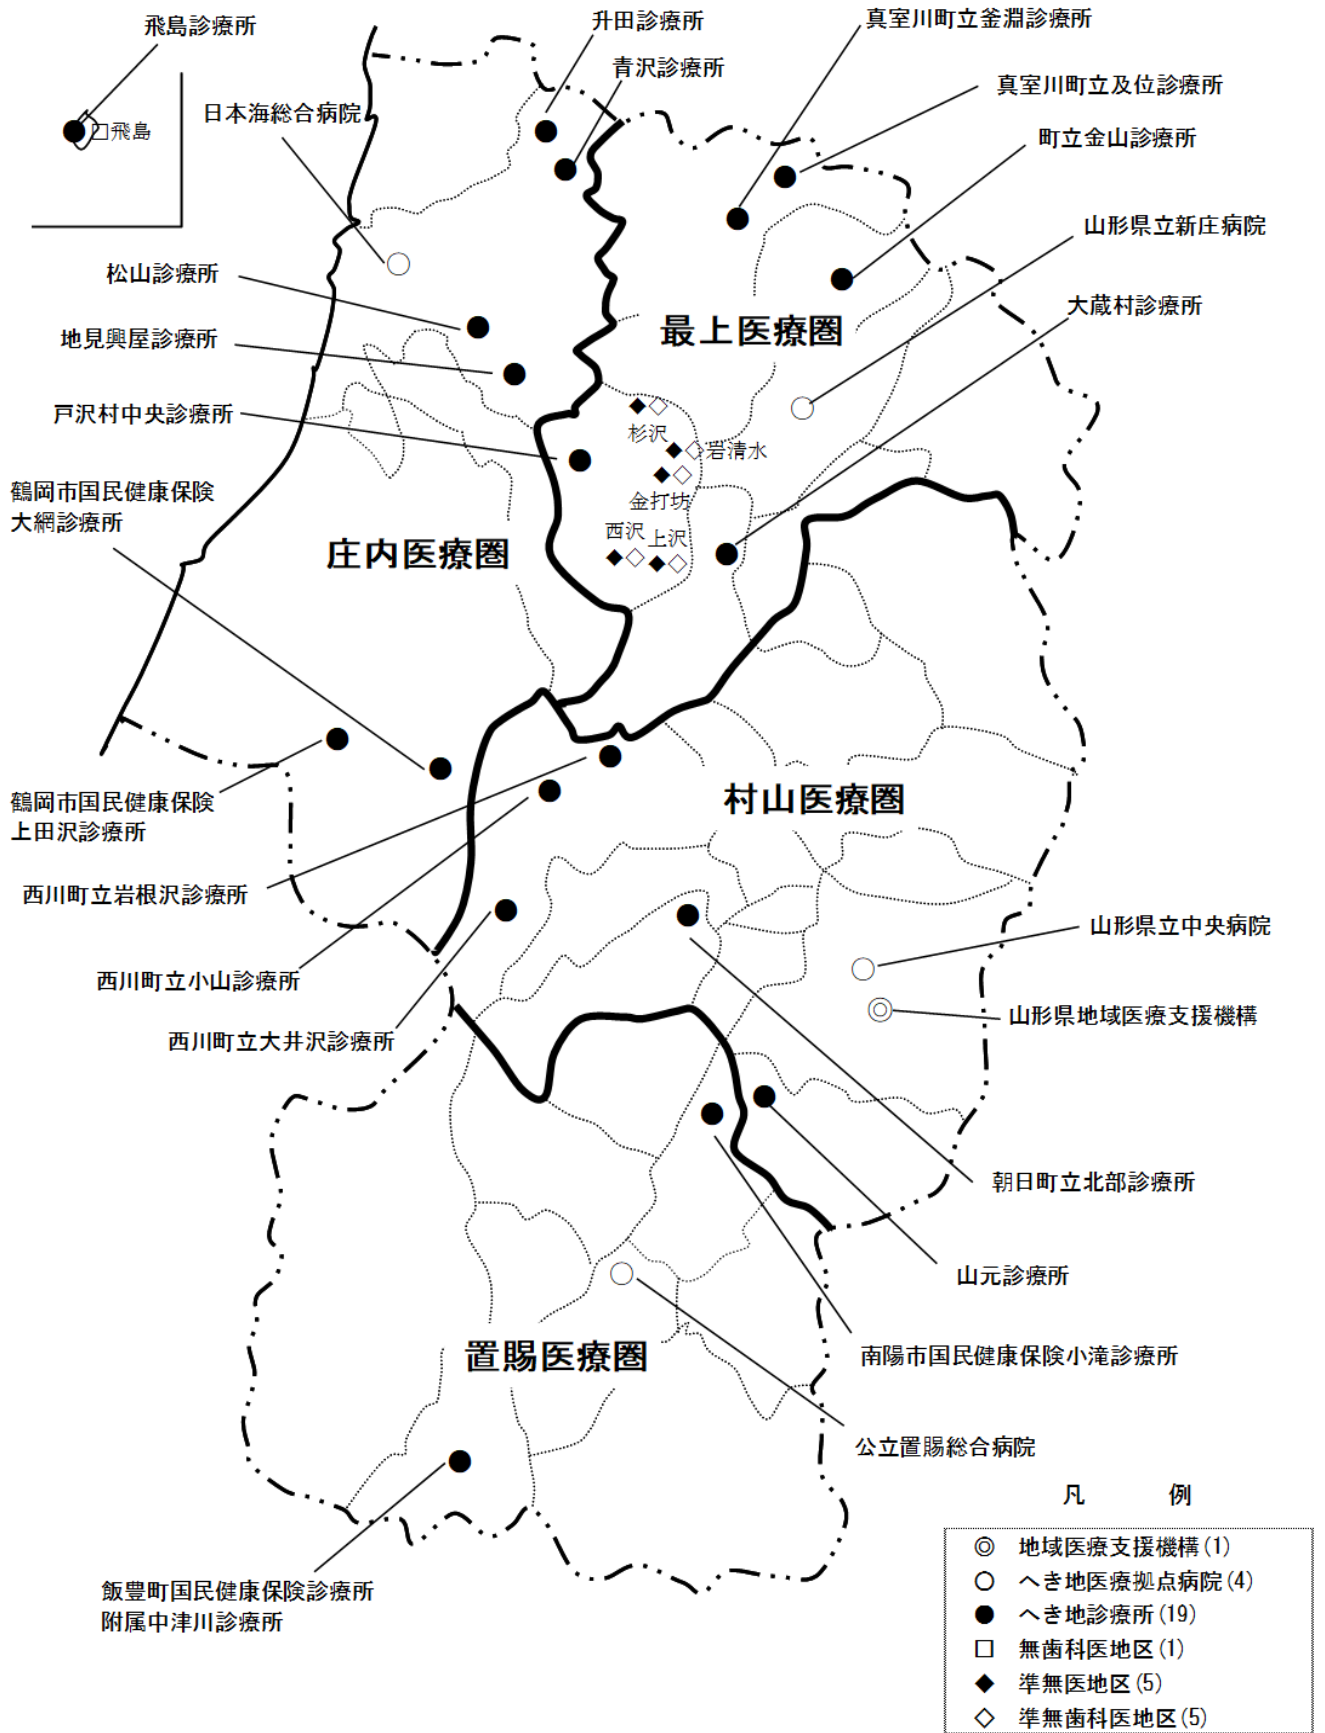 飛島診療所
升田診療所
真室川町立釜淵診療所
青沢診療所
真室川町立及位診療所
日本海総合病院
□飛島
町立金山診療所
山形県立新庄病院
松山診療所
大蔵村診療所
地見興屋診療所
最上医療圏
戸沢村中央診療所
◆◇
杉沢
◆◇岩清水
◆◇
金打坊
鶴岡市国民健康保険
大網診療所
西沢
上沢
◆◇
◆◇
庄内医療圏
村山医療圏
鶴岡市国民健康保険
上田沢診療所
西川町立岩根沢診療所
山形県立中央病院
西川町立小山診療所
山形県地域医療支援機構
西川町立大井沢診療所
朝日町立北部診療所
山元診療所
置賜医療圏
南陽市国民健康保険小滝診療所
公立置賜総合病院
凡 例
◎ 地域医療支援機構(1)
○ へき地医療拠点病院(4)
● へき地診療所(19)
□ 無歯科医地区(1)
◆ 準無医地区(5)
◇ 準無歯科医地区(5)
飯豊町国民健康保険診療所
附属中津川診療所